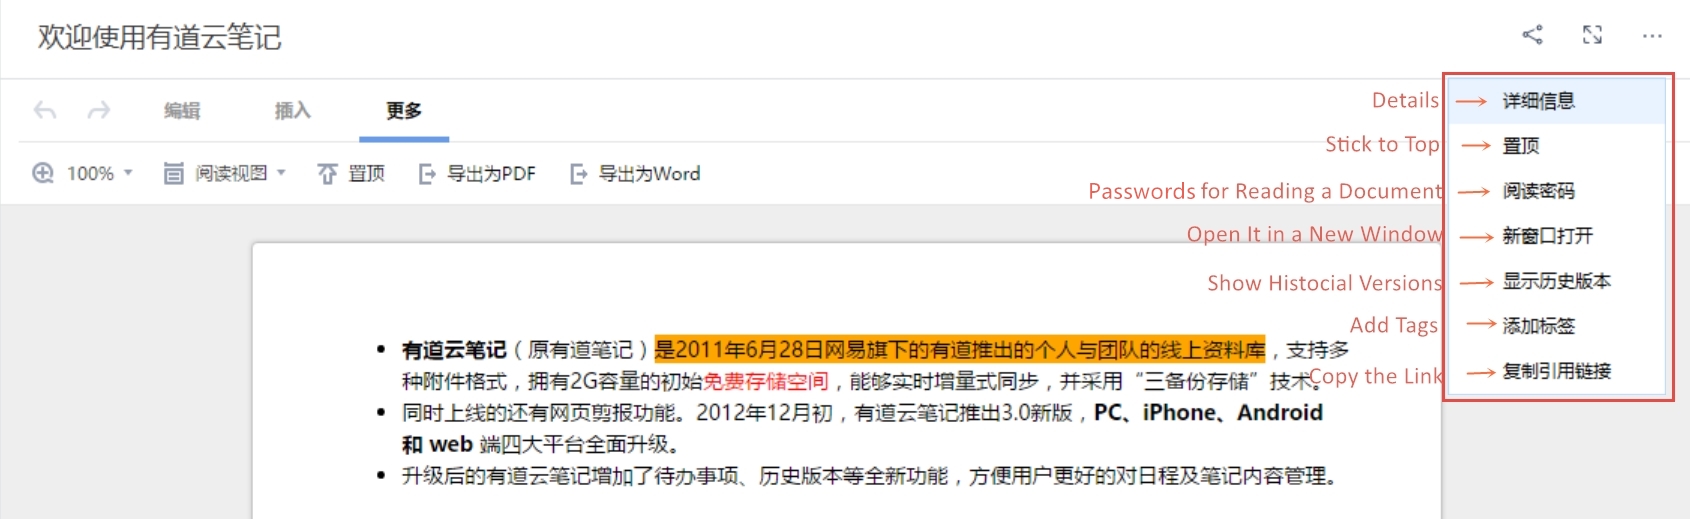 欢迎使用有道云笔记
编辑 插入 更多
100% 阅读视图 置顶 导出为PDF 导出为Word
Details 详细信息
Stick to Top 置顶
Passwords for Reading a Document 阅读密码
Open It in a New Window 新窗口打开
Show Histocial Versions 显示历史版本
Add Tags 添加标签
Copy the Link 复制引用链接
• 有道云笔记（原有道笔记）是2011年6月28日网易旗下的有道推出的个人与团队的线上资料库，支持多
种附件格式，拥有2G容量的初始免费存储空间，能够实时增量式同步，并采用“三备份存储”技术。
• 同时上线的还有网页剪报功能。2012年12月初，有道云笔记推出3.0新版，PC、iPhone、Android
和 web 端四大平台全面升级。
• 升级后的有道云笔记增加了待办事项、历史版本等全新功能，方便用户更好的对日程及笔记内容管理。